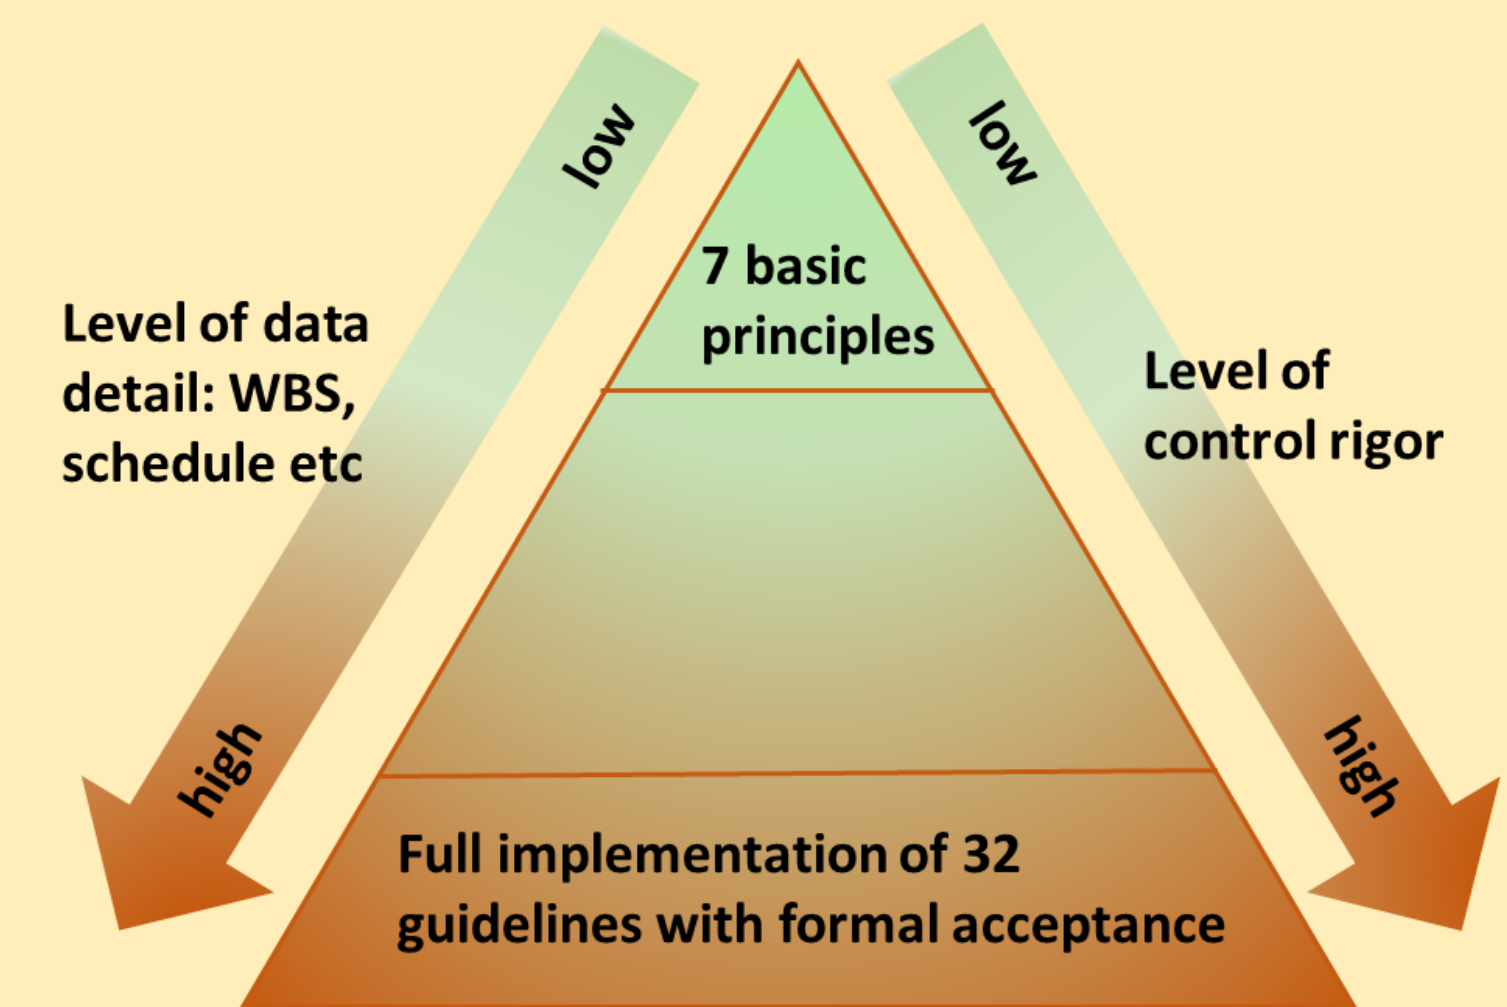 low
low
7 basic
principles
Level of data
detail: WBS,
schedule etc
Level of
control rigor
high
high
Full implementation of 32
guidelines with formal acceptance